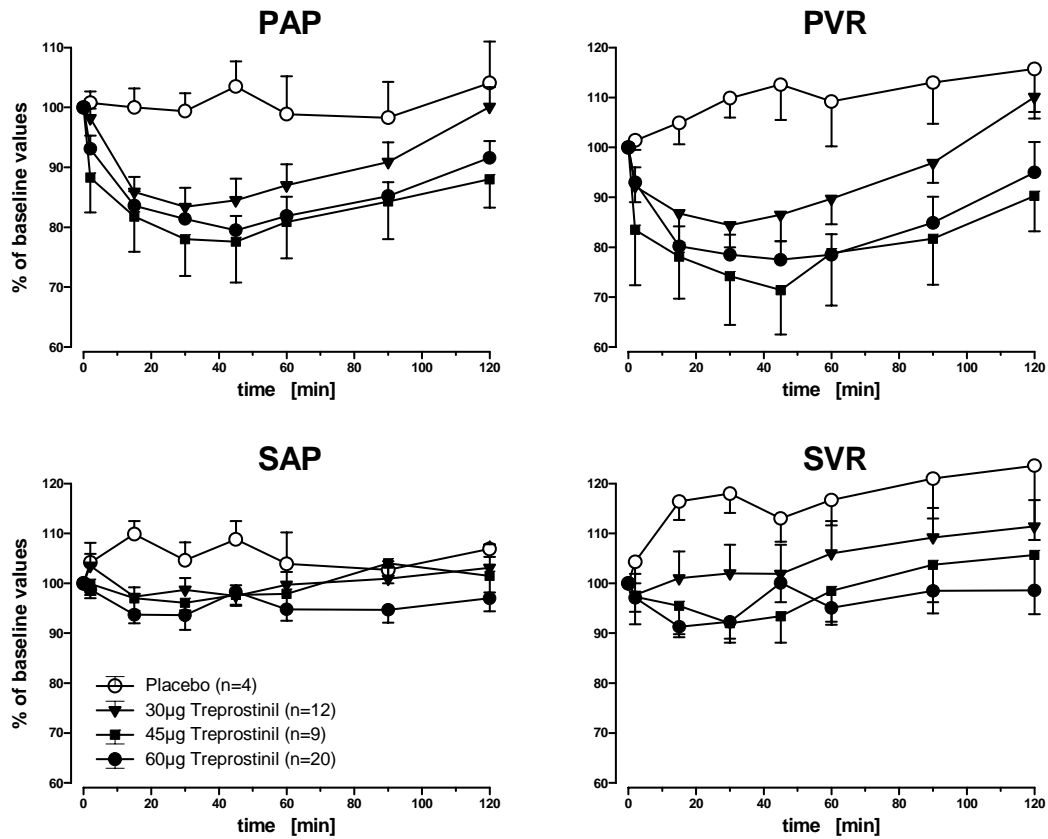 PAP
% of baseline values
110
100
90
80
70
60
0 20 40 60 80 100 120
time [min]
PVR
120
110
100
90
80
70
60
0 20 40 60 80 100 120
time [min]
SAP
% of baseline values
120
110
100
90
80
70
60
Placebo (n=4)
30µg Treprostinil (n=12)
45µg Treprostinil (n=9)
60µg Treprostinil (n=20)
0 20 40 60 80 100 120
time [min]
SVR
120
110
100
90
80
70
60
0 20 40 60 80 100 120
time [min]